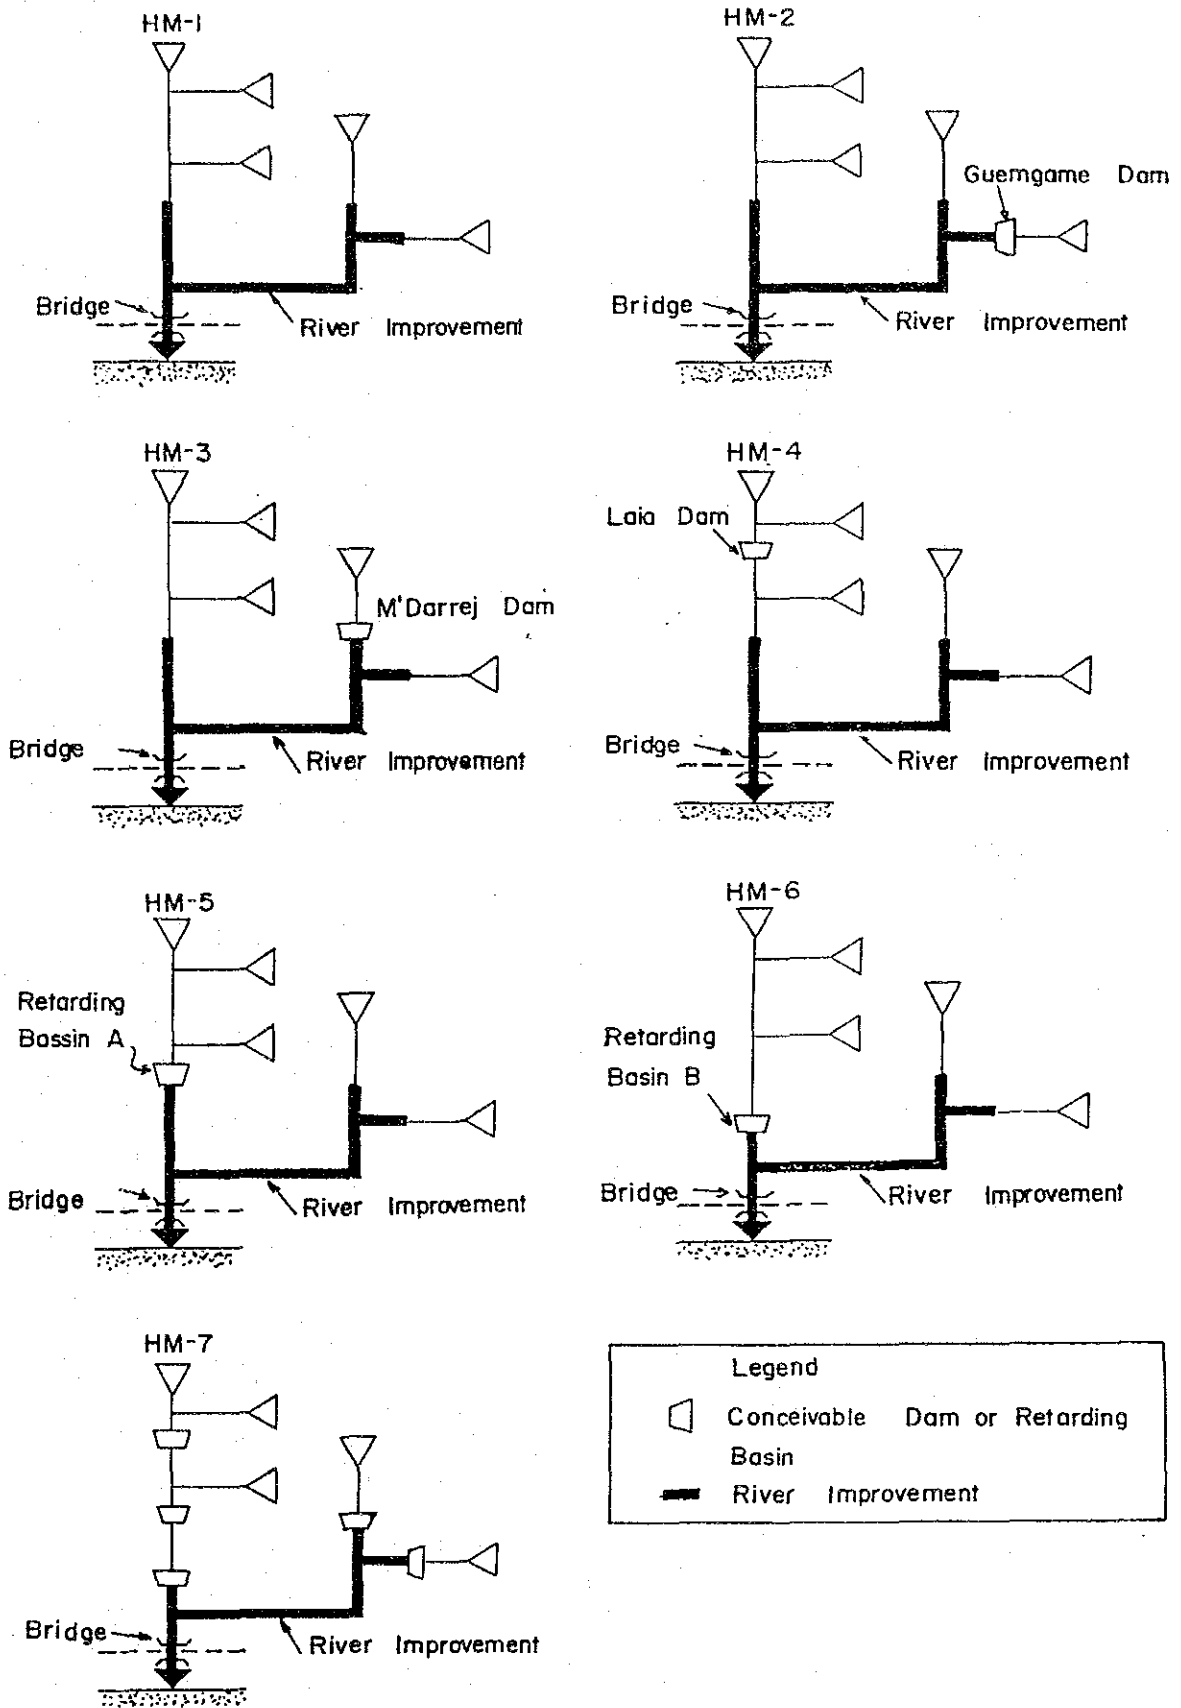 HM-1
Bridge
River Improvement
HM-2
Guemgame Dam
Bridge
River Improvement
HM-3
M'Darrej Dam
Bridge
River Improvement
HM-4
Laia Dam
Bridge
River Improvement
HM-5
Retarding
Bassin A
Bridge
River Improvement
HM-6
Retarding
Basin B
Bridge
River Improvement
HM-7
Bridge
River Improvement
Legend
Conceivable Dam or Retarding
Basin
River Improvement